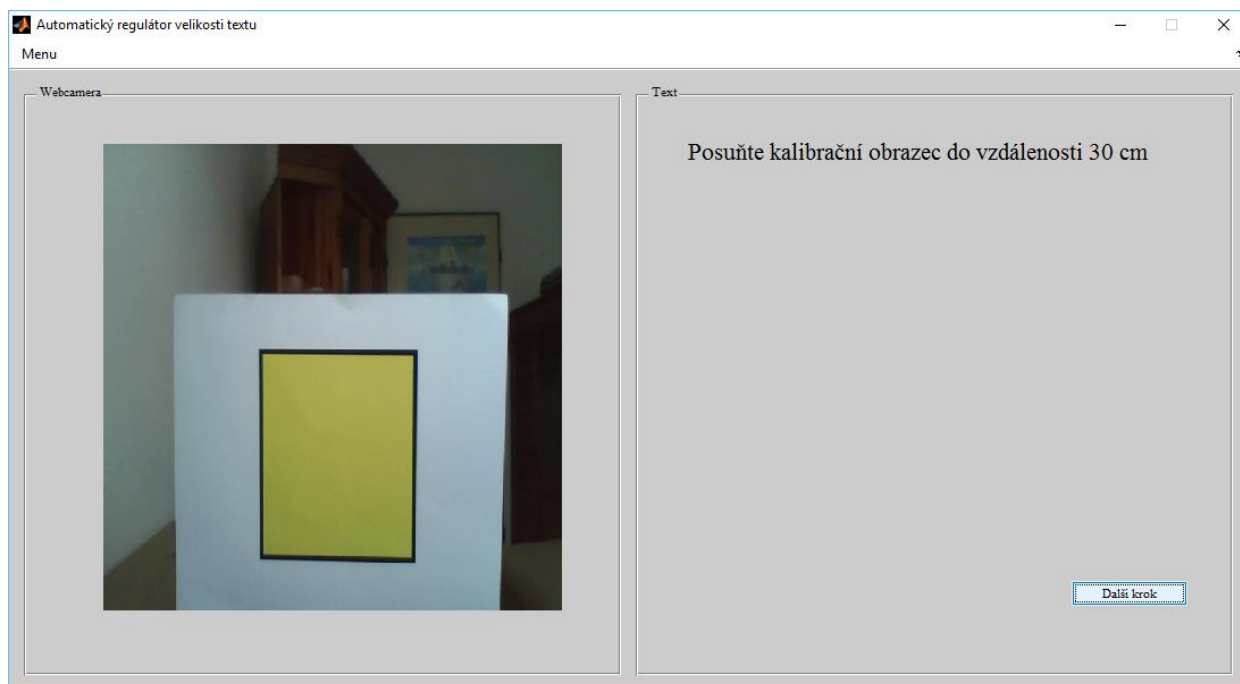 Automatický regulátor velikosti textu
Menu
Webcamera
Text
Posuňte kalibrační obrazec do vzdálenosti 30 cm
Další krok